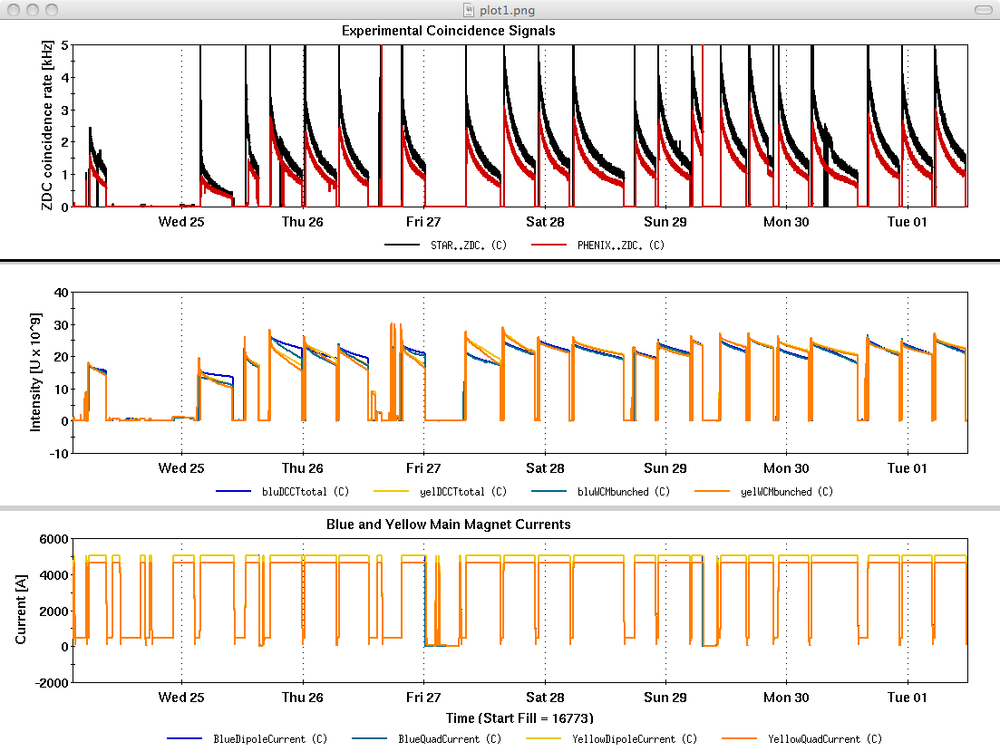 plot1.png
Experimental Coincidence Signals
ZDC coincidence rate [kHz]
5
4
3
2
1
0
Wed 25 Thu 26 Fri 27 Sat 28 Sun 29 Mon 30 Tue 01
STAR..ZDC. (C) PHENIX..ZDC. (C)
Intensity [U x 10^9]
40
30
20
10
0
-10
Wed 25 Thu 26 Fri 27 Sat 28 Sun 29 Mon 30 Tue 01
bluDCCTtotal (C) yelDCCTtotal (C) bluWCMbunched (C) yelWCMbunched (C)
Blue and Yellow Main Magnet Currents
Current [A]
6000
4000
2000
0
-2000
Wed 25 Thu 26 Fri 27 Sat 28 Sun 29 Mon 30 Tue 01
Time (Start Fill = 16773)
BlueDipoleCurrent (C) BlueQuadCurrent (C) YellowDipoleCurrent (C) YellowQuadCurrent (C)